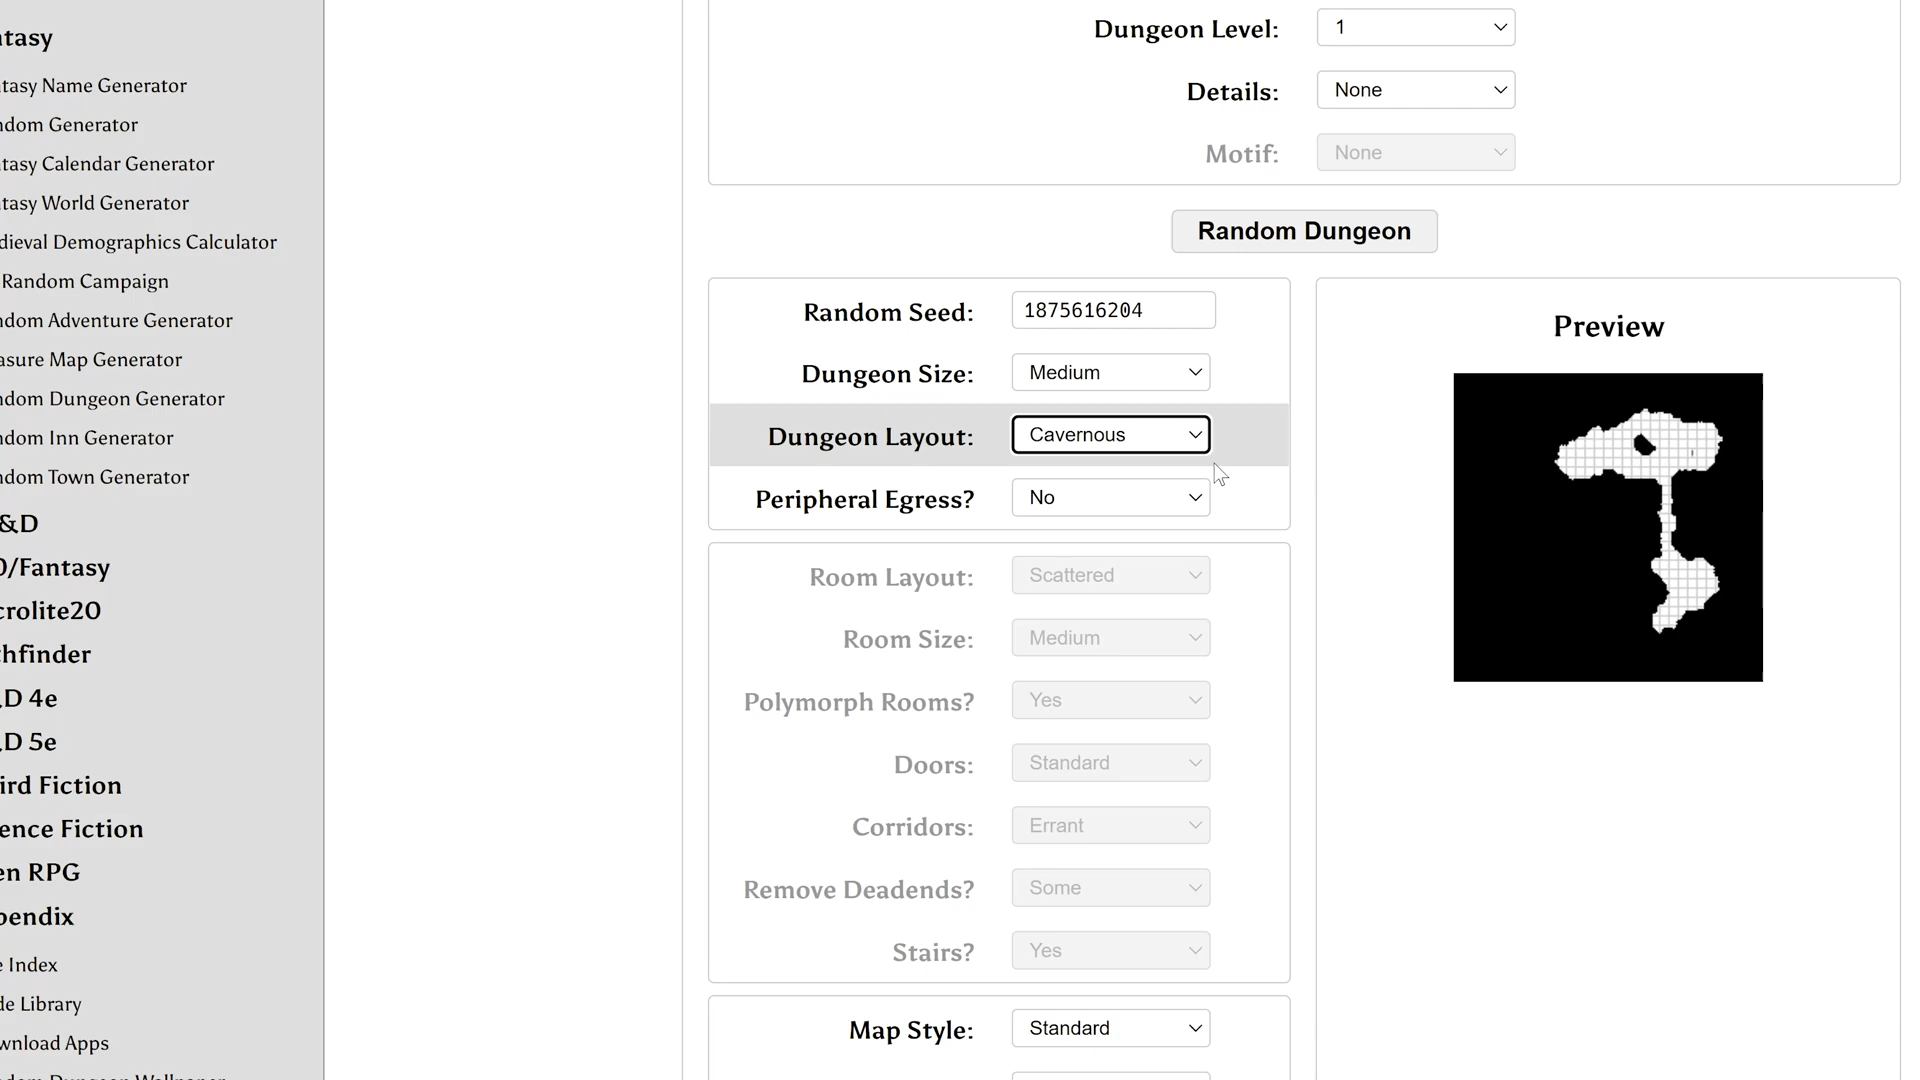 tasy
tasy Name Generator
dom Generator
tasy Calendar Generator
tasy World Generator
dieval Demographics Calculator
Random Campaign
dom Adventure Generator
asure Map Generator
dom Dungeon Generator
dom Inn Generator
dom Town Generator
&D
0/Fantasy
crolite20
thfinder
D 4e
D 5e
ird Fiction
ence Fiction
en RPG
pendix
e Index
de Library
wnload Apps
Dungeon Level: 1
Details: None
Motif: None
Random Dungeon
Random Seed: 1875616204
Dungeon Size: Medium
Dungeon Layout: Cavernous
Peripheral Egress? No
Room Layout: Scattered
Room Size: Medium
Polymorph Rooms? Yes
Doors: Standard
Corridors: Errant
Remove Deadends? Some
Stairs? Yes
Map Style: Standard
Preview